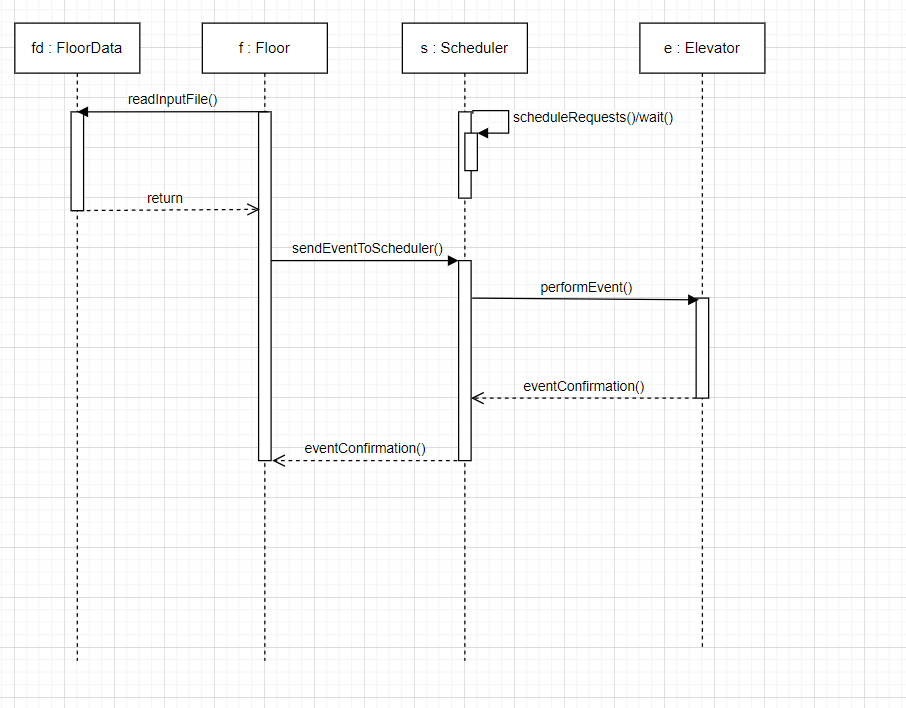 fd : FloorData
f : Floor
s : Scheduler
e : Elevator
readInputFile()
scheduleRequests()/wait()
return
sendEventToScheduler()
performEvent()
eventConfirmation()
eventConfirmation()